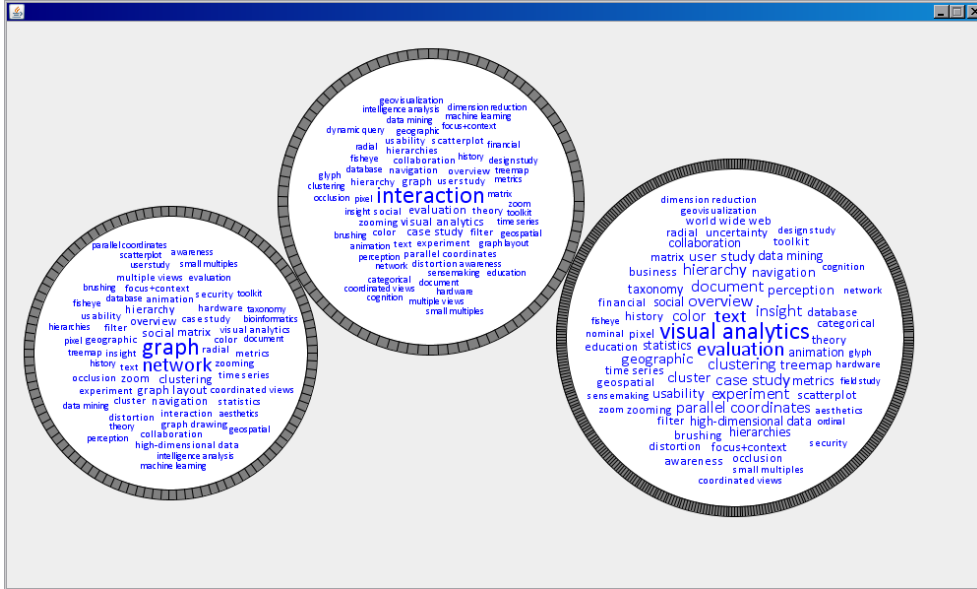 parallel coordinates
scatterplot awareness
userstudy small multiples
multiple views evaluation
brushing focus+context
fisheye database animation security toolkit
hierarchy hardware taxonomy
usability overview case study bioinformatics
hierarchies filter social matrix visual analytics
pixel geographic color document
graph
treemap insight radial metrics
history text network zooming
occlusion zoom clustering time series
experiment graph layout coordinated views
data mining cluster navigation statistics
distortion interaction aesthetics
theory graph drawing geospatial
perception collaboration
high-dimensional data
intelligence analysis
machine learning
geovisualization
intelligence analysis dimension reduction
data mining machine learning
dynamic query geographic focus+context
radial usability scatterplot financial
hierarchies
fisheye collaboration history designstudy
database navigation overview treemap
glyph
clustering hierarchy graph userstudy metrics
occlusion pixel interaction matrix
zoom
insight social evaluation theory toolkit
zooming visual analytics time series
brushing color case study filter geospatial
animation text experiment graph layout
perception parallel coordinates
network distortion awareness
sensemaking education
categorical document
coordinated views hardware
cognition multiple views
small multiples
dimension reduction
geovisualization
world wide web
radial uncertainty designstudy
collaboration toolkit
matrix user study data mining
business hierarchy navigation cognition
taxonomy document perception network
financial social overview
insight database
fisheye history color text categorical
nominal pixel visual analytics theory
education statistics evaluation animation glyph
geographic clustering treemap hardware
time series
geospatial cluster case study metrics field study
sensemaking usability experiment scatterplot
zoom zooming parallel coordinates aesthetics
filter high-dimensional data ordinal
brushing hierarchies
distortion focus+context security
awareness occlusion
small multiples
coordinated views